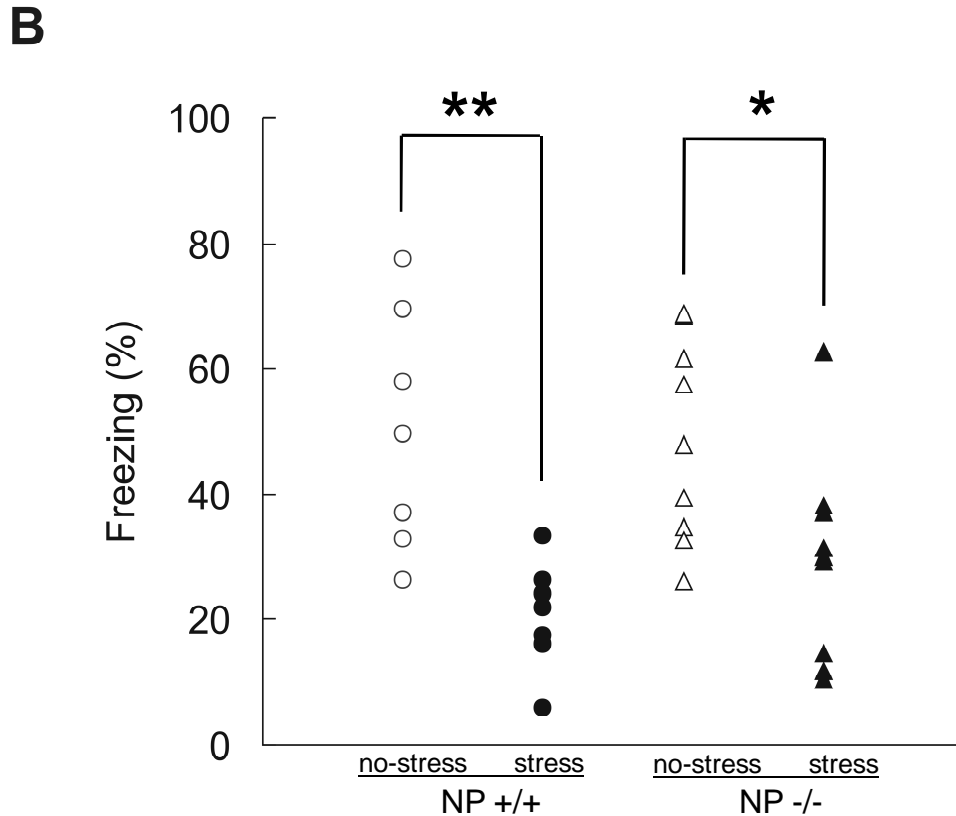 B
** *
100
80
60
40
20
0
Freezing (%)
no-stress stress no-stress stress
NP +/+ NP -/-